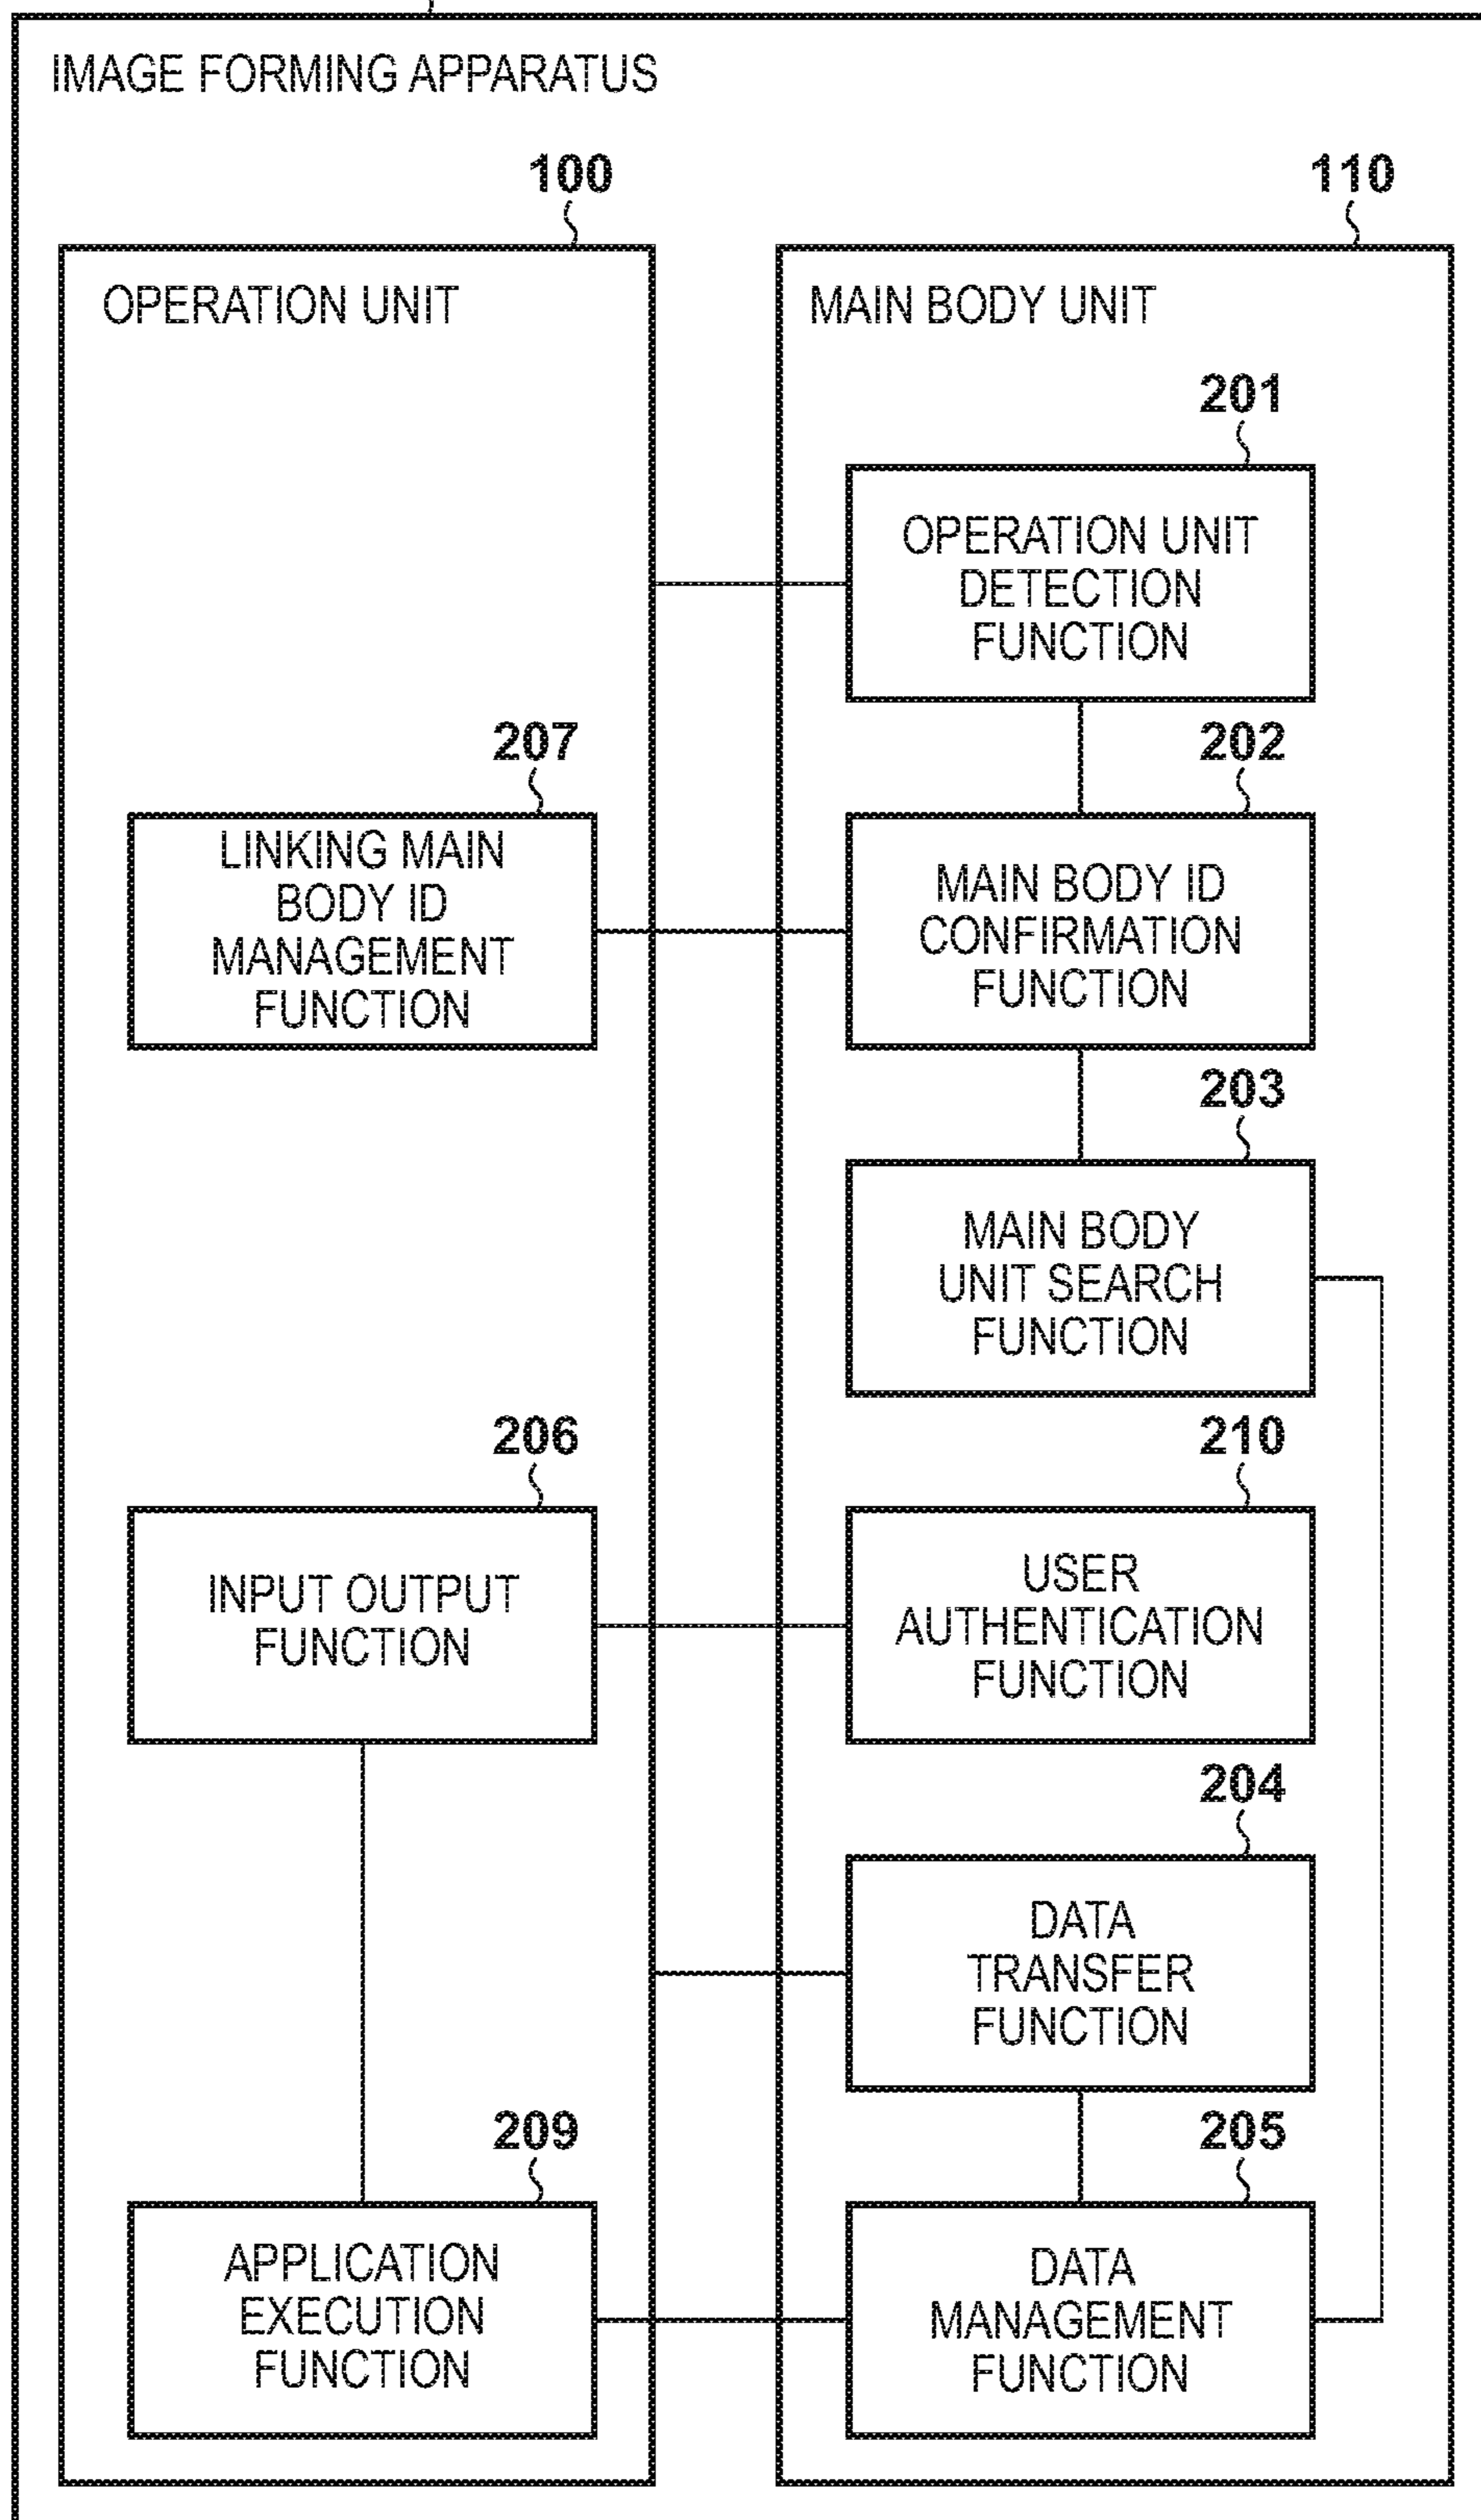 IMAGE FORMING APPARATUS
100
110
OPERATION UNIT
MAIN BODY UNIT
201
OPERATION UNIT
DETECTION
FUNCTION
207
202
LINKING MAIN
BODY ID
MANAGEMENT
FUNCTION
MAIN BODY ID
CONFIRMATION
FUNCTION
203
MAIN BODY
UNIT SEARCH
FUNCTION
206
210
INPUT OUTPUT
FUNCTION
USER
AUTHENTICATION
FUNCTION
204
DATA
TRANSFER
FUNCTION
209
205
APPLICATION
EXECUTION
FUNCTION
DATA
MANAGEMENT
FUNCTION